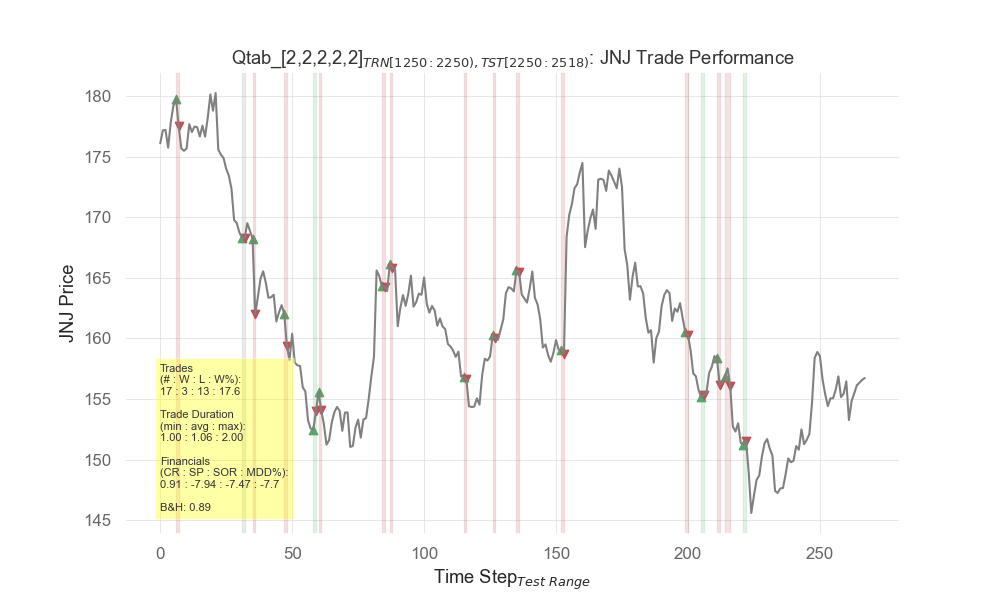 Qtab_[2,2,2,2,2]TRN[1250:2250),TST[2250:2518): JNJ Trade Performance
180
175
170
165
160
155
150
145
JNJ Price
Trades
(# : W : L : W%):
17 : 3 : 13 : 17.6
Trade Duration
(min : avg : max):
1.00 : 1.06 : 2.00
Financials
(CR : SP : SOR : MDD%):
0.91 : -7.94 : -7.47 : -7.7
B&H: 0.89
0 50 100 150 200 250
Time StepTest Range